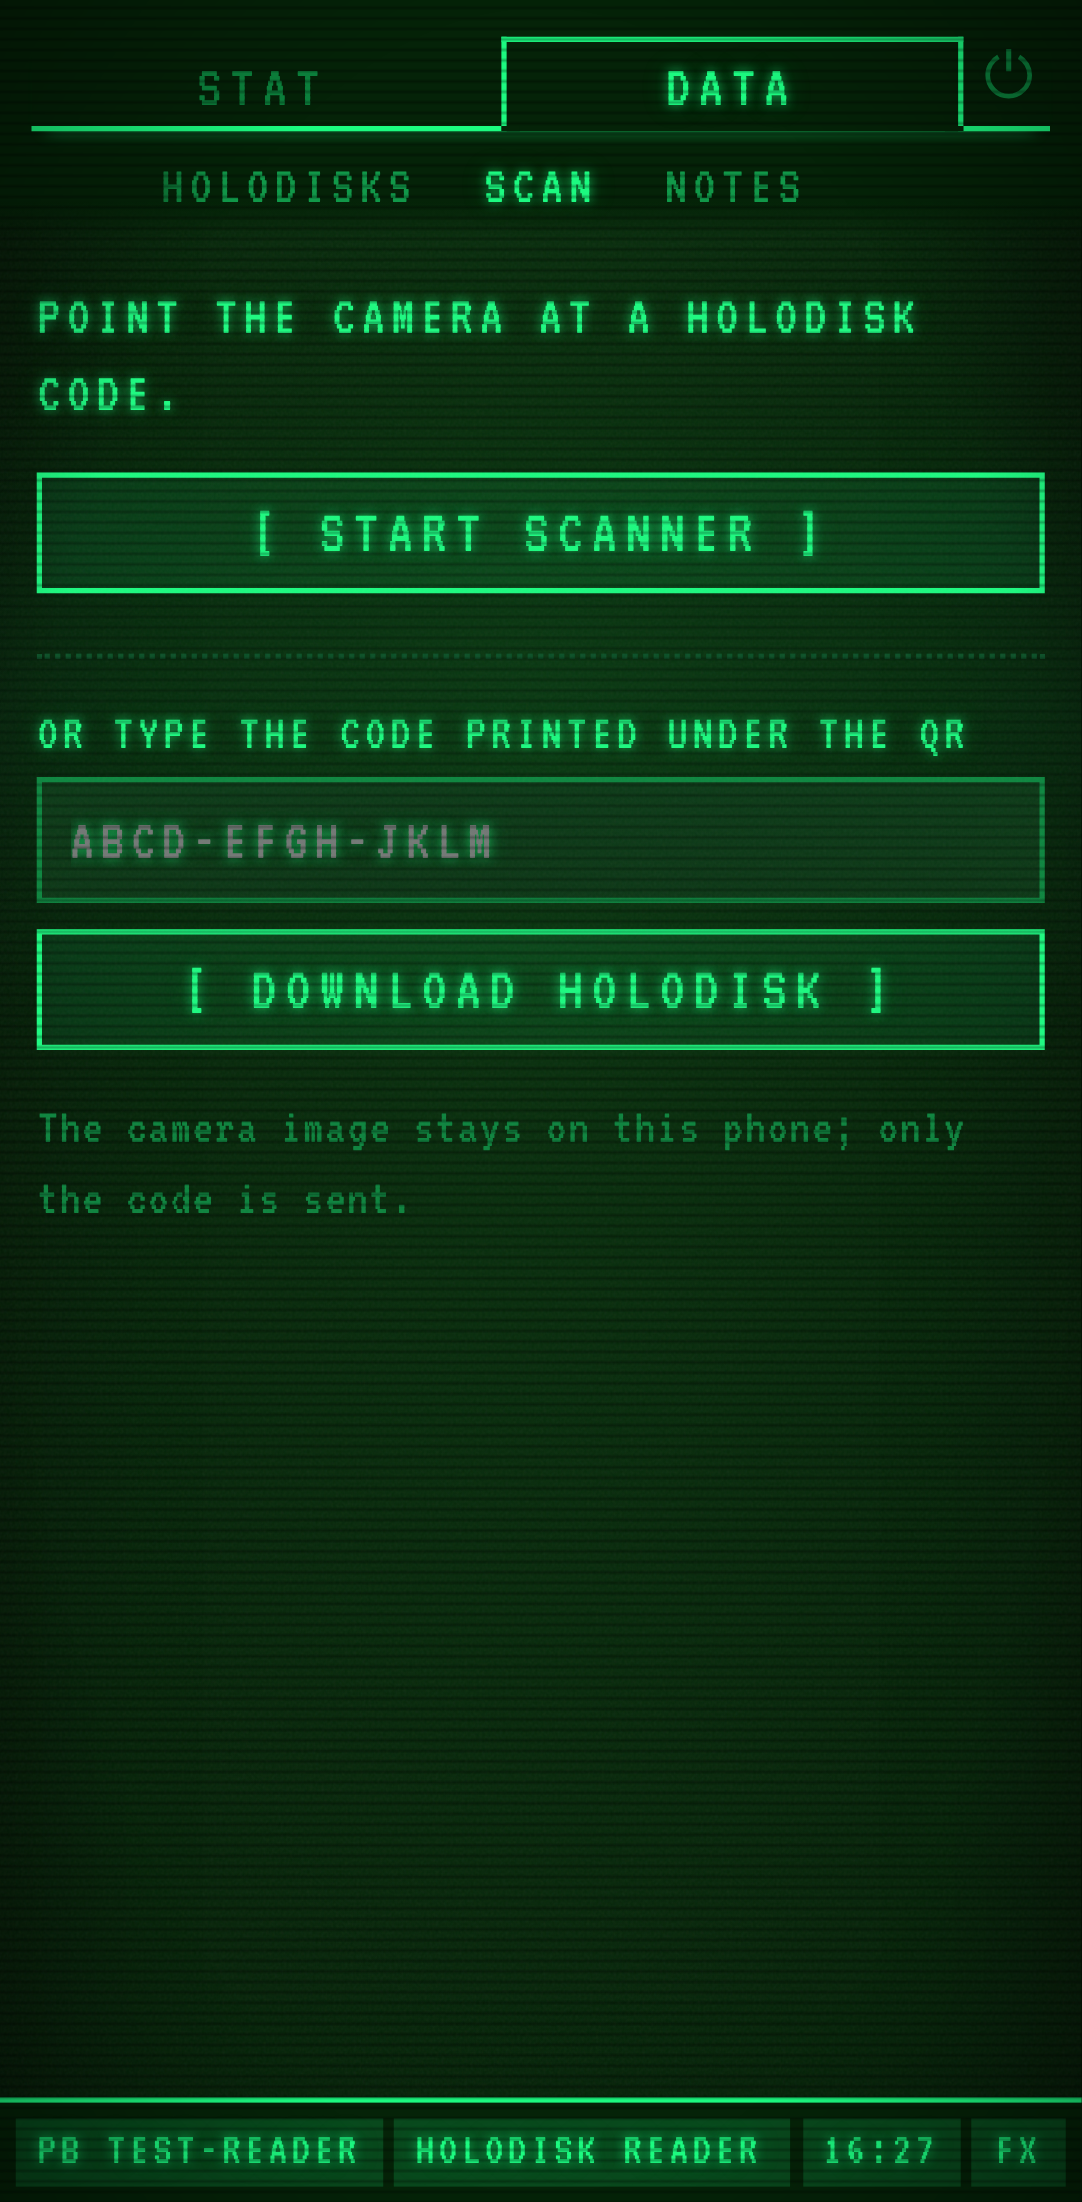 STAT DATA
HOLODISKS SCAN NOTES
POINT THE CAMERA AT A HOLODISK
CODE.
[ START SCANNER ]
OR TYPE THE CODE PRINTED UNDER THE QR
ABCD-EFGH-JKLM
[ DOWNLOAD HOLODISK ]
The camera image stays on this phone; only
the code is sent.
PB TEST-READER HOLODISK READER 16:27 FX